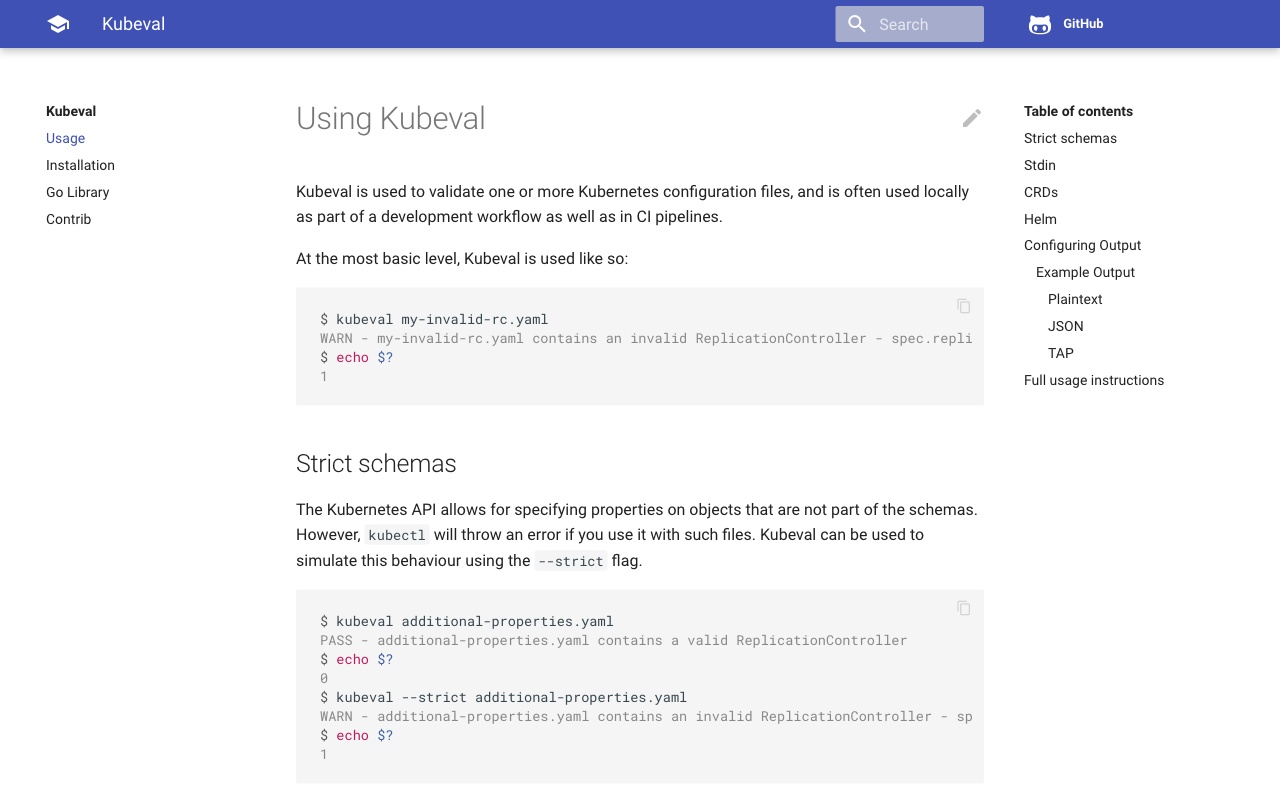 Kubeval
Search
GitHub
Kubeval
Usage
Installation
Go Library
Contrib
Using Kubeval
Kubeval is used to validate one or more Kubernetes configuration files, and is often used locally
as part of a development workflow as well as in CI pipelines.
At the most basic level, Kubeval is used like so:
$ kubeval my-invalid-rc.yaml
WARN - my-invalid-rc.yaml contains an invalid ReplicationController - spec.repli
$ echo $?
1
Strict schemas
The Kubernetes API allows for specifying properties on objects that are not part of the schemas.
However, kubectl will throw an error if you use it with such files. Kubeval can be used to
simulate this behaviour using the --strict flag.
$ kubeval additional-properties.yaml
PASS - additional-properties.yaml contains a valid ReplicationController
$ echo $?
0
$ kubeval --strict additional-properties.yaml
WARN - additional-properties.yaml contains an invalid ReplicationController - sp
$ echo $?
1
Table of contents
Strict schemas
Stdin
CRDs
Helm
Configuring Output
Example Output
Plaintext
JSON
TAP
Full usage instructions